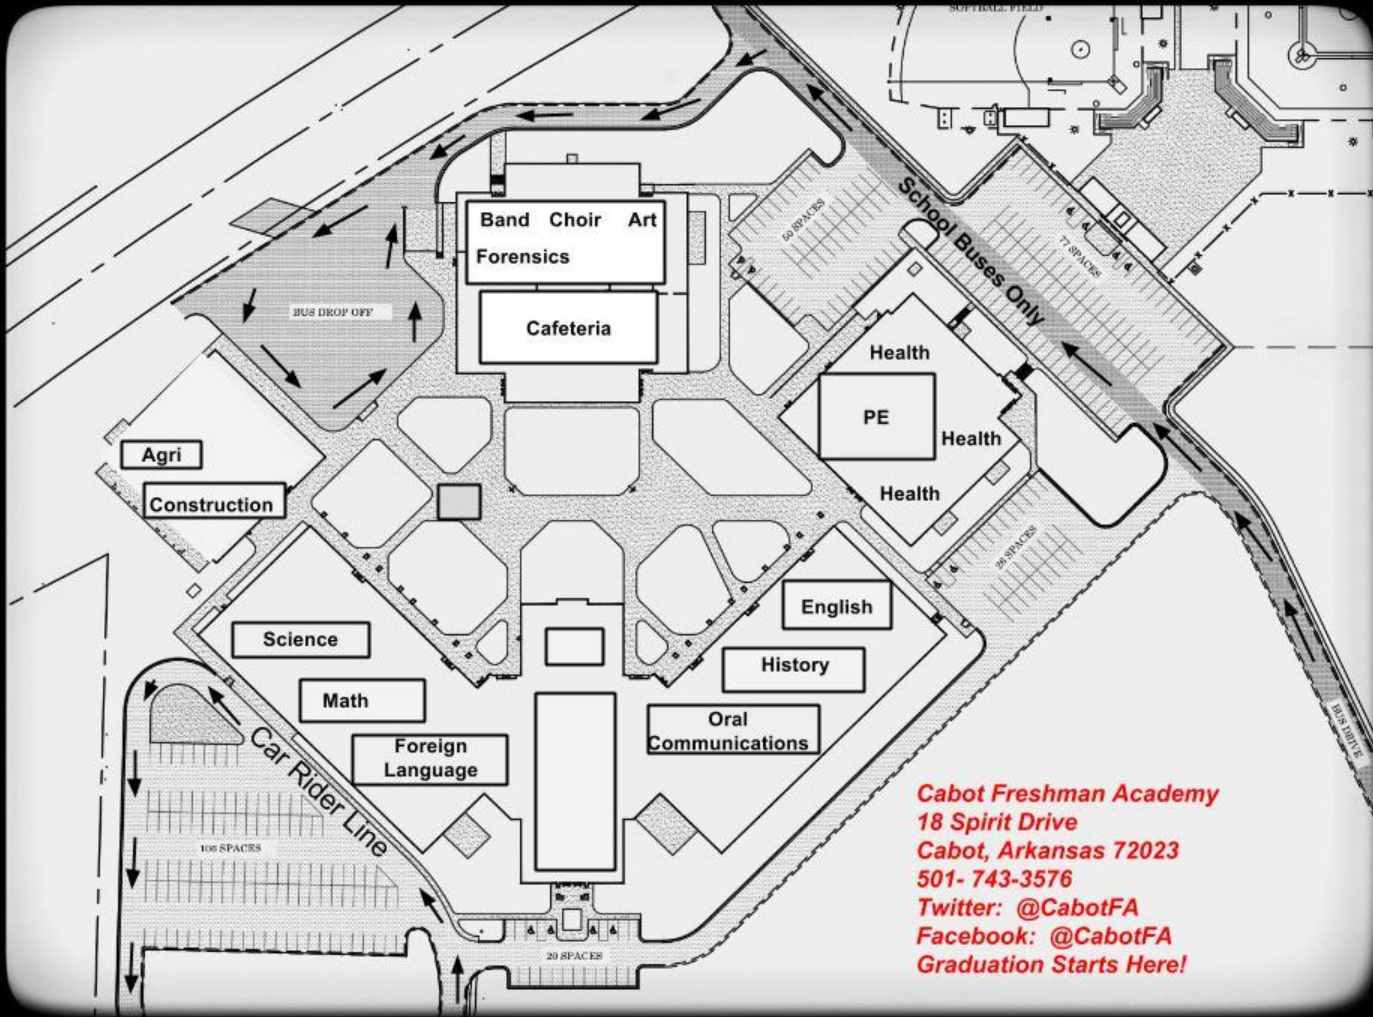 SOFTBALL FIELD
Band Choir Art
Forensics
Cafeteria
50 SPACES
School Buses Only
77 SPACES
BUS DROP OFF
Health
PE
Health
Health
Agri
Construction
26 SPACES
English
History
Oral
Communications
Science
Math
Foreign
Language
Car Rider Line
106 SPACES
20 SPACES
BUS DRIVE
Cabot Freshman Academy
18 Spirit Drive
Cabot, Arkansas 72023
501- 743-3576
Twitter: @CabotFA
Facebook: @CabotFA
Graduation Starts Here!